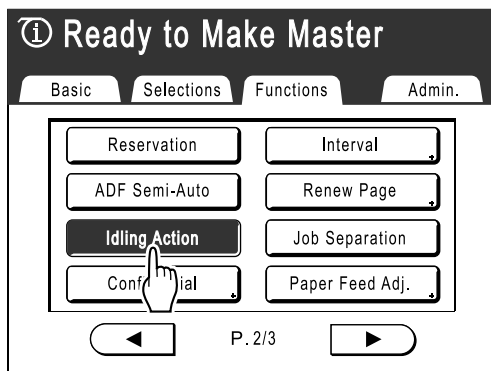 Ready to Make Master
Basic Selections Functions Admin.
Reservation Interval
ADF Semi-Auto Renew Page
Idling Action Job Separation
Paper Feed Adj.
P. 2/3